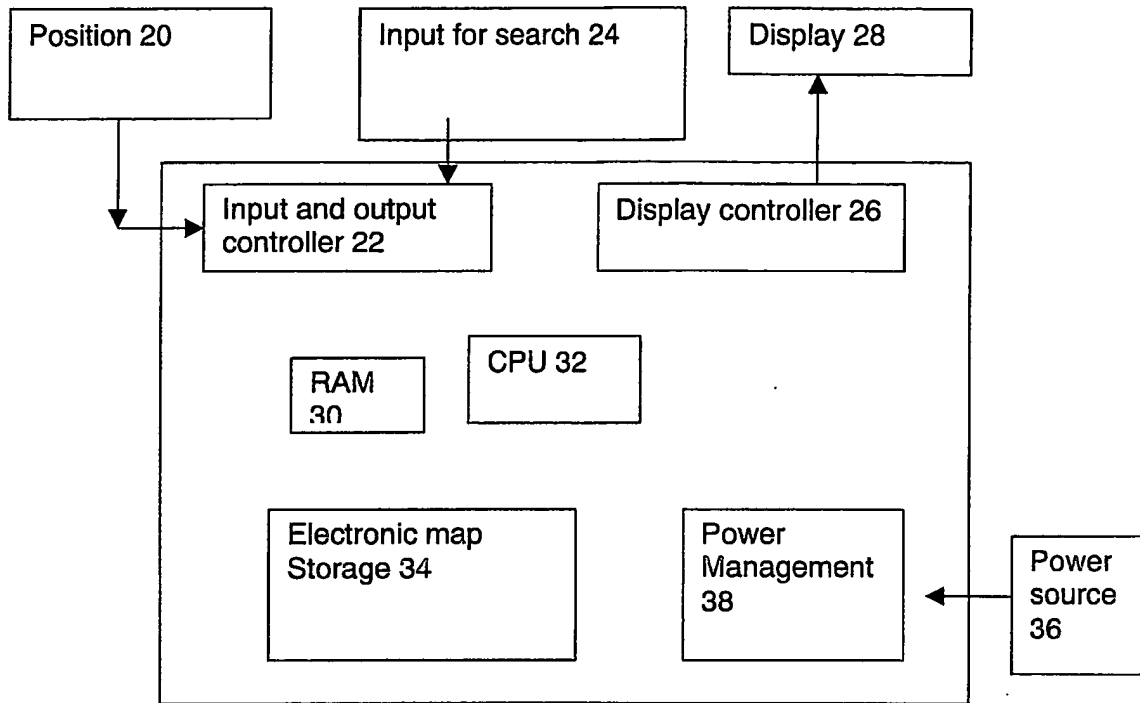 Position 20
Input for search 24
Display 28
Input and output
controller 22
Display controller 26
CPU 32
RAM
30
Electronic map
Storage 34
Power
Management
38
Power
source
36